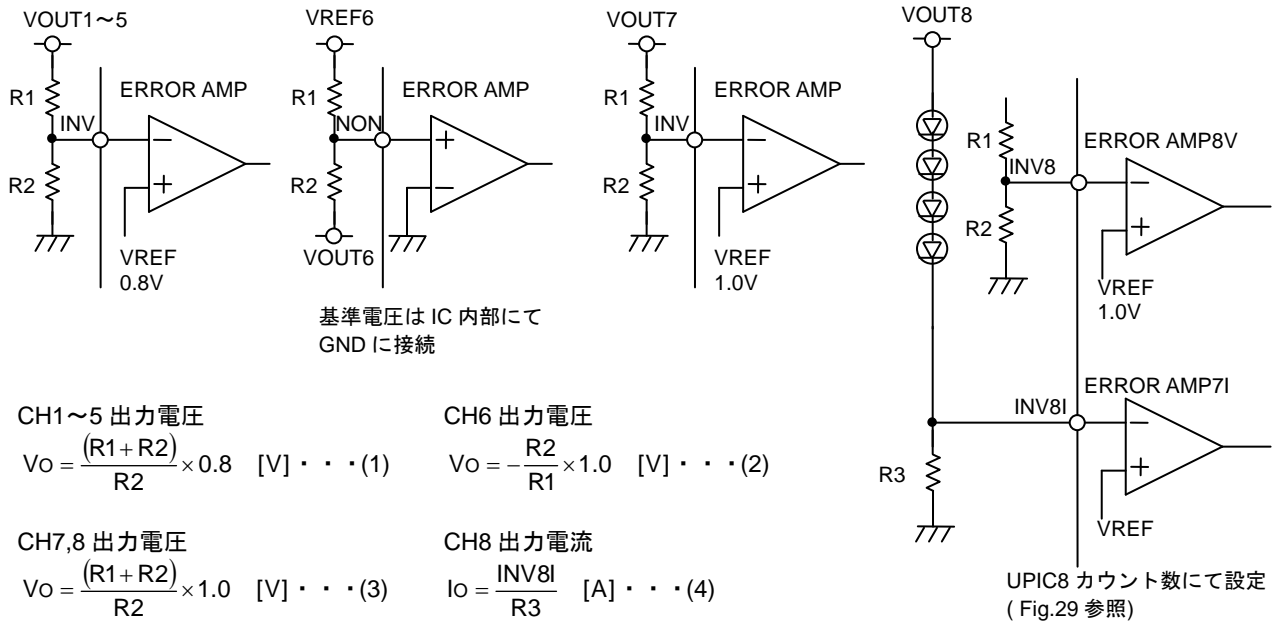 VOUT1～5
R1
INV
R2
ERROR AMP
−
+
VREF
0.8V
VREF6
R1
NON
R2
VOUT6
ERROR AMP
+
−
基準電圧は IC 内部にて
GND に接続
VOUT7
R1
INV
R2
ERROR AMP
−
+
VREF
1.0V
VOUT8
R1
INV8
R2
ERROR AMP8V
−
+
VREF
1.0V
ERROR AMP7I
INV8I
−
+
R3
VREF
UPIC8 カウント数にて設定
( Fig.29 参照)
CH1～5 出力電圧
VO = (R1+R2) / R2 × 0.8 [V] ・・・(1)
CH6 出力電圧
VO = − R2 / R1 × 1.0 [V] ・・・(2)
CH7,8 出力電圧
VO = (R1+R2) / R2 × 1.0 [V] ・・・(3)
CH8 出力電流
IO = INV8I / R3 [A] ・・・(4)